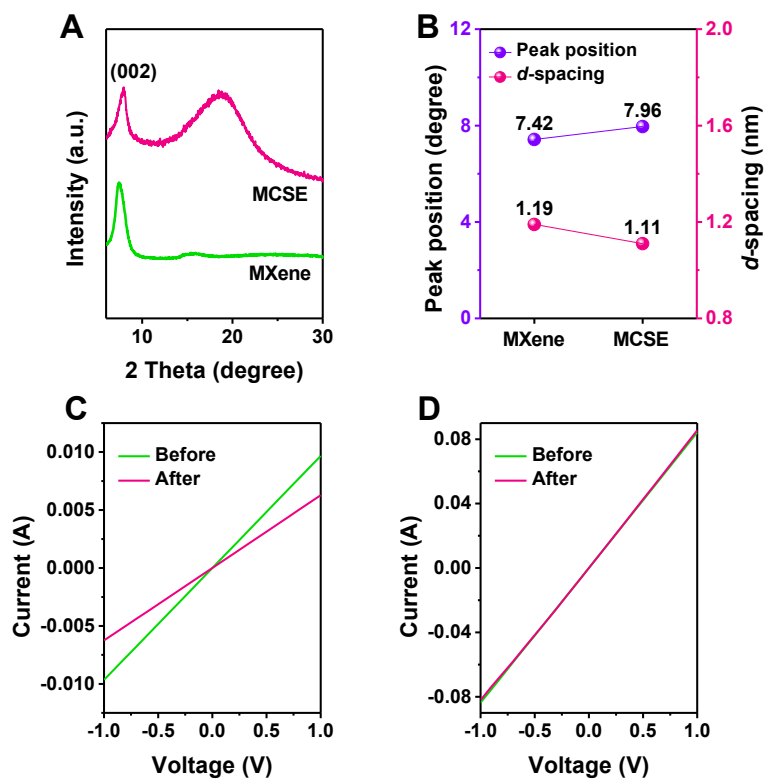 A
(002)
MCSE
MXene
Intensity (a.u.)
10
20
30
2 Theta (degree)
B
Peak position
d-spacing
7.42
7.96
1.19
1.11
12
8
4
0
Peak position (degree)
2.0
1.6
1.2
0.8
d-spacing (nm)
MXene
MCSE
C
Before
After
0.010
0.005
0.000
-0.005
-0.010
Current (A)
-1.0
-0.5
0.0
0.5
1.0
Voltage (V)
D
Before
After
0.08
0.04
0.00
-0.04
-0.08
Current (A)
-1.0
-0.5
0.0
0.5
1.0
Voltage (V)